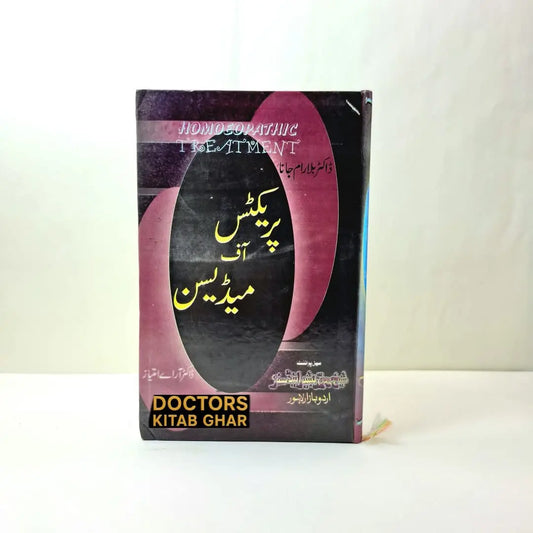 HOMOEOPATHIC
TREATMENT
ڈاکٹر بلارام جانا
پریکٹس
آف
میڈیسن
ڈاکٹر آر اے امتیاز
اردو بازار لاہور
DOCTORS
KITAB GHAR